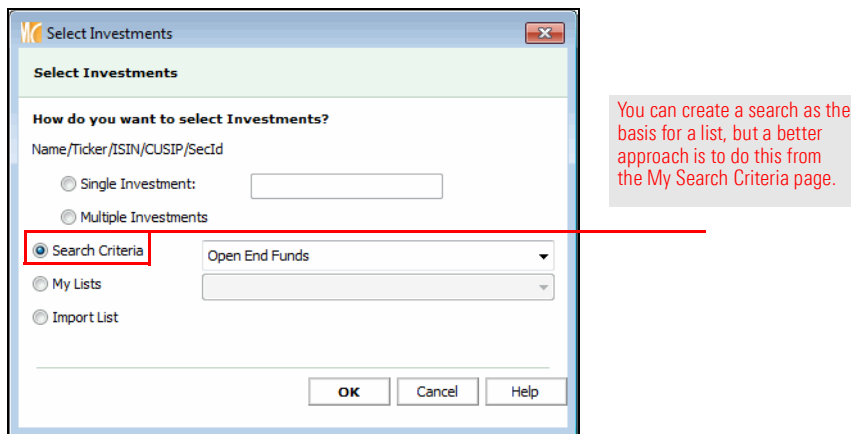 Select Investments
Select Investments
How do you want to select Investments?
Name/Ticker/ISIN/CUSIP/SecId
Single Investment:
Multiple Investments
Search Criteria
Open End Funds
My Lists
Import List
OK Cancel Help
You can create a search as the
basis for a list, but a better
approach is to do this from
the My Search Criteria page.